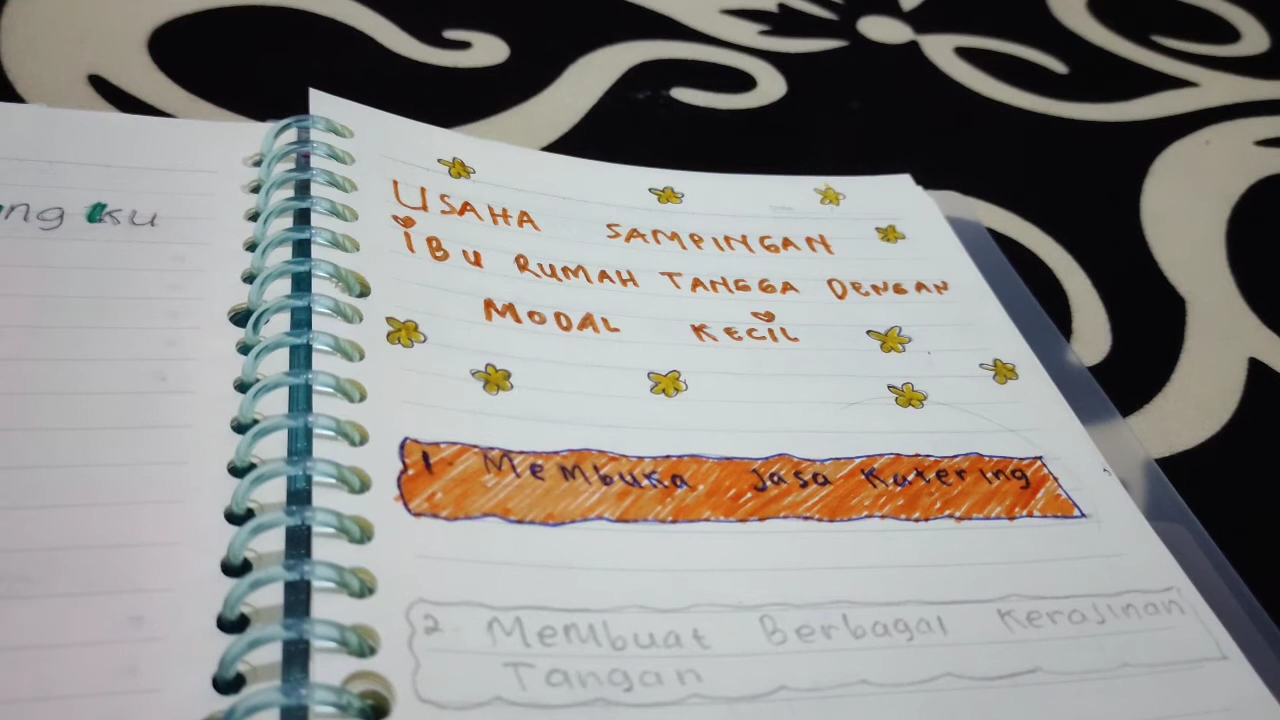 ng ku
USAHA SAMPINGAN
IBU RUMAH TANGGA DENGAN
MODAL KECIL
1. Membuka Jasa Katering
2 Membuat Berbagai Kerajinan
Tangan